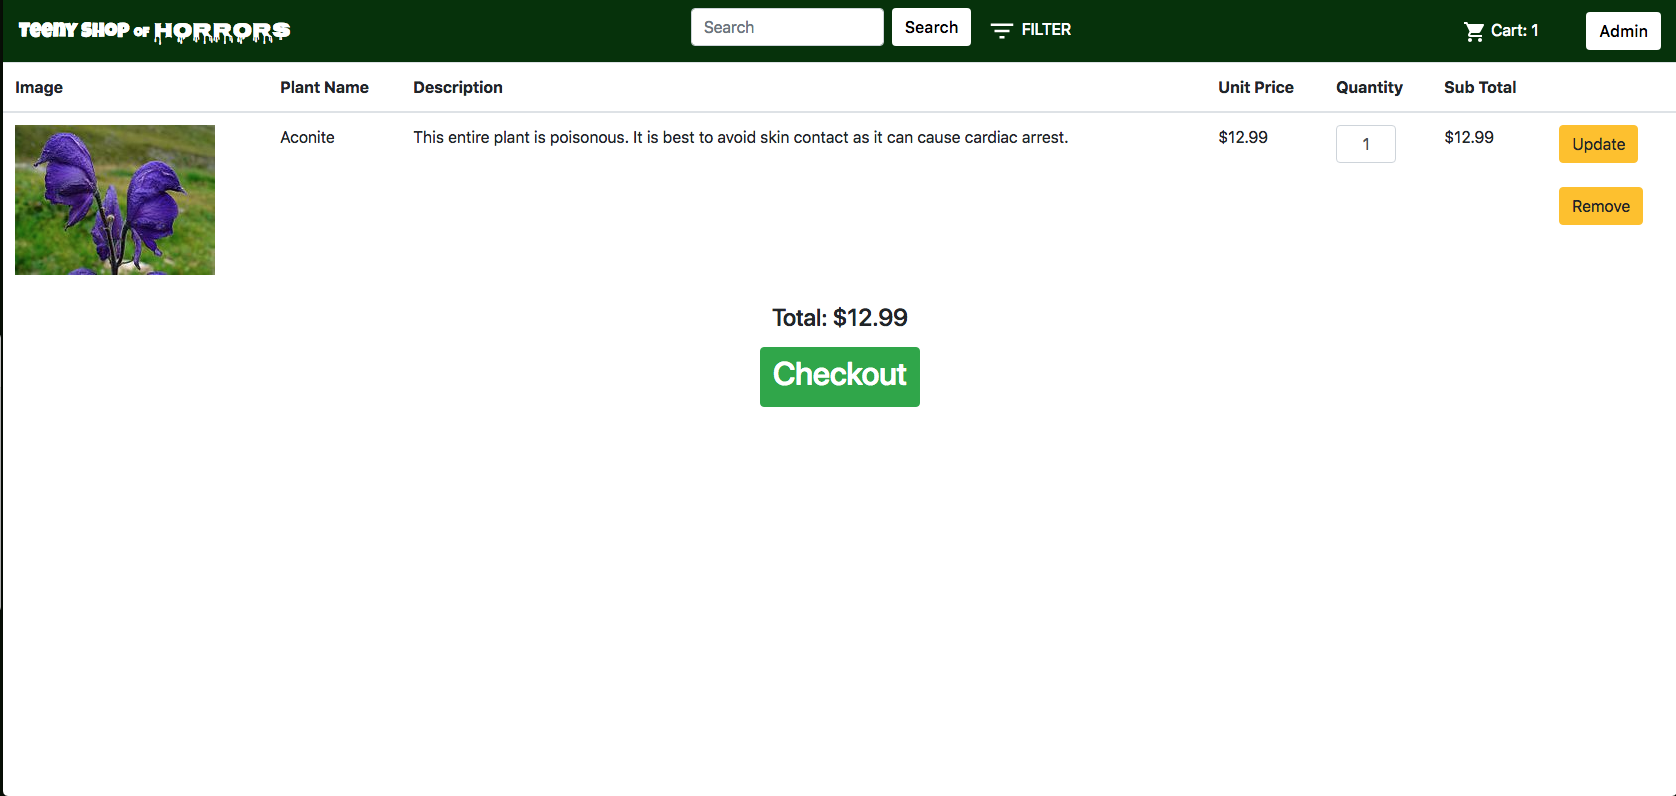 Teeny Shop of Horrors Search Search FILTER Cart: 1 Admin
Image Plant Name Description Unit Price Quantity Sub Total
Aconite This entire plant is poisonous. It is best to avoid skin contact as it can cause cardiac arrest. $12.99 1 $12.99 Update
Remove
Total: $12.99
Checkout